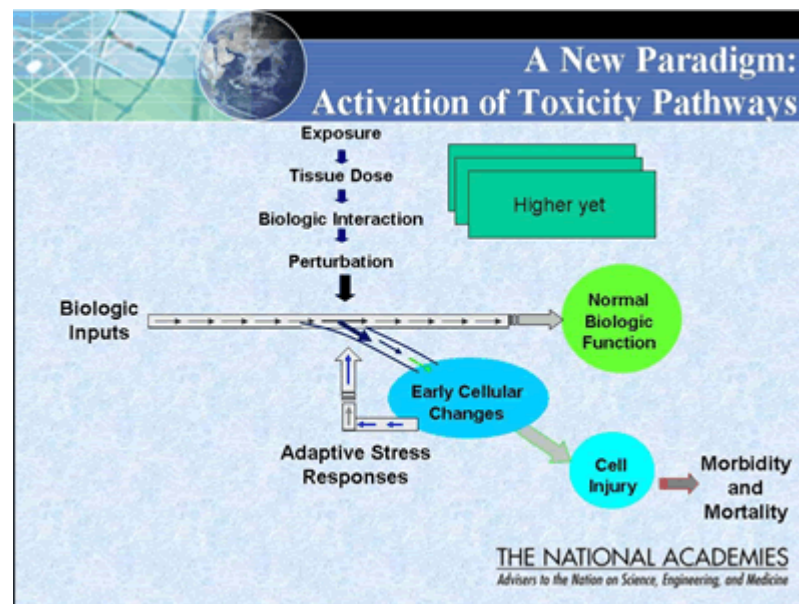 A New Paradigm:
Activation of Toxicity Pathways
Exposure
Tissue Dose
Biologic Interaction
Perturbation
Higher yet
Biologic
Inputs
Normal
Biologic
Function
Early Cellular
Changes
Adaptive Stress
Responses
Cell
Injury
Morbidity
and
Mortality
THE NATIONAL ACADEMIES
Advisers to the Nation on Science, Engineering, and Medicine